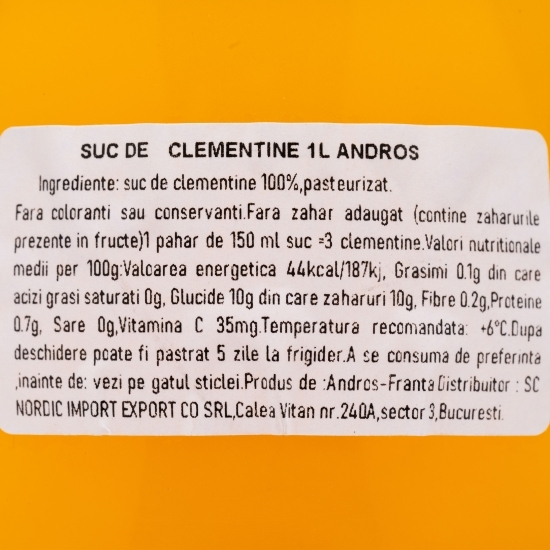 SUC DE CLEMENTINE 1L ANDROS
Ingrediente: suc de clementine 100%,pasteurizat.
Fara coloranti sau conservanti.Fara zahar adaugat (contine zaharurile
prezente in fructe)1 pahar de 150 ml suc =3 clementine.Valori nutritionale
medii per 100g:Valoarea energetica 44kcal/187kj, Grasimi 0.1g din care
acizi grasi saturati 0g, Glucide 10g din care zaharuri 10g, Fibre 0.2g,Proteine
0.7g, Sare 0g,Vitamina C 35mg.Temperatura recomandata: +6°C.Dupa
deschidere poate fi pastrat 5 zile la frigider.A se consuma de preferinta
,inainte de: vezi pe gatul sticlei.Produs de :Andros-Franta Distribuitor : SC
NORDIC IMPORT EXPORT CO SRL,Calea Vitan nr.240A,sector 3,Bucuresti.